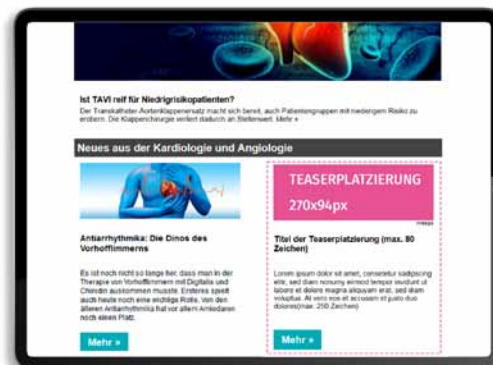 Ist TAVI reif für Niedrigrisikopatienten?
Der Transkatheter-Aortenklappenersatz macht sich bereit, auch Patientengruppen mit niederigem Risiko zu
erobern. Die Klappenchirurgie verliert dadurch an Stellenwert. Mehr »
Neues aus der Kardiologie und Angiologie
TEASERPLATZIERUNG
270x94px
Antiarrhythmika: Die Dinos des
Vorhofflimmerns
Es ist noch nicht so lange her, dass man in der
Therapie von Vorhofflimmern mit Digitalis und
Chinidin auskommen musste. Ersteres spielt
auch heute noch eine wichtige Rolle. Von den
älteren Antiarrhythmika hat vor allem Amiodaron
noch einen Platz.
Mehr »
Titel der Teaserplatzierung (max. 80
Zeichen)
Lorem ipsum dolor sit amet, consetetur sadipscing
elitr, sed diam nonumy eirmod tempor invidunt ut
labore et dolore magna aliquyam erat, sed diam
voluptua. At vero eos et accusam et justo duo
dolores(max. 250 Zeichen)
Mehr »